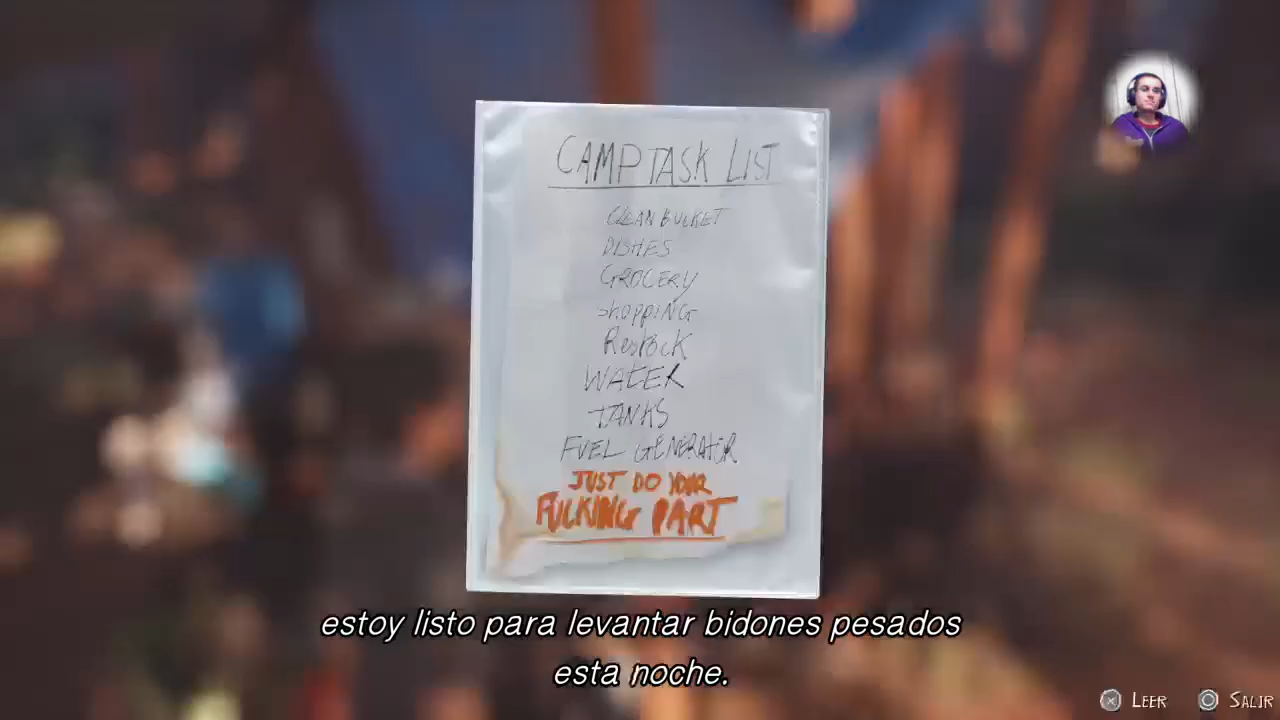 CAMP TASK LIST
CLEAN BUCKET
DISHES
GROCERY
shoppiNG
RestocK
WATER
TANKS
FUEL GENERATOR
JUST DO YOUR
FUCKING PART
estoy listo para levantar bidones pesados
esta noche.
LEER SALIR